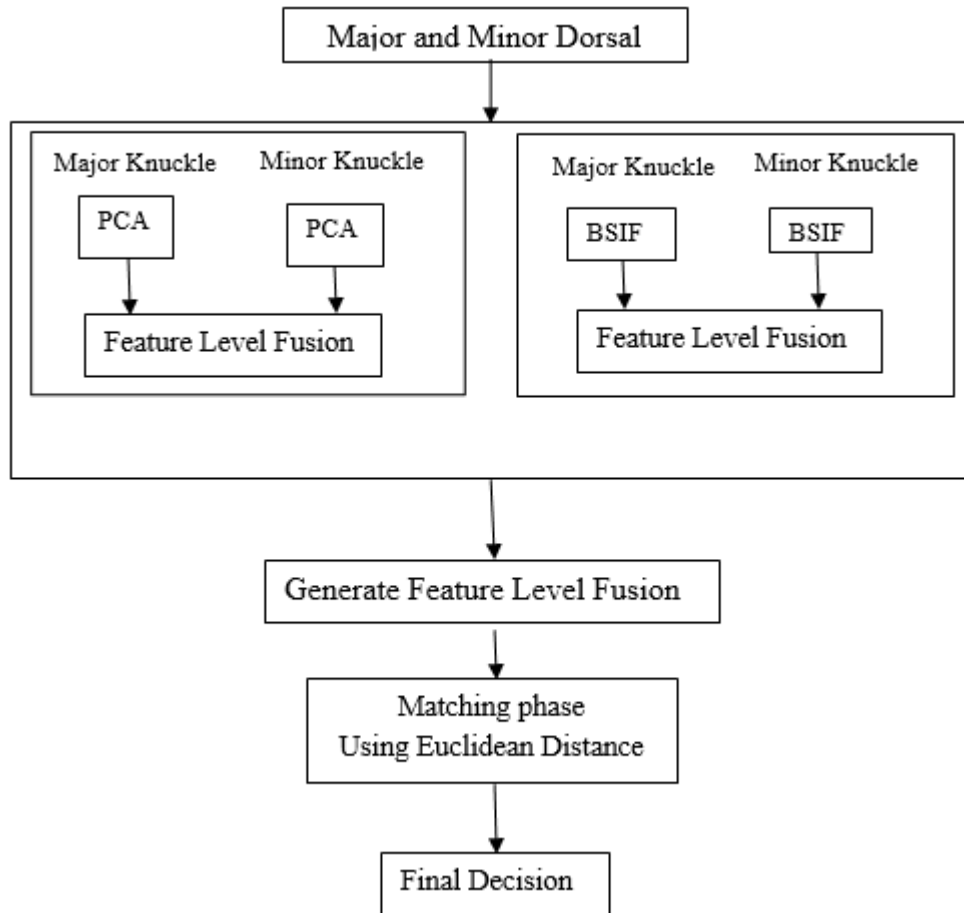 Major and Minor Dorsal
Major Knuckle
Minor Knuckle
PCA
PCA
Feature Level Fusion
Major Knuckle
Minor Knuckle
BSIF
BSIF
Feature Level Fusion
Generate Feature Level Fusion
Matching phase
Using Euclidean Distance
Final Decision